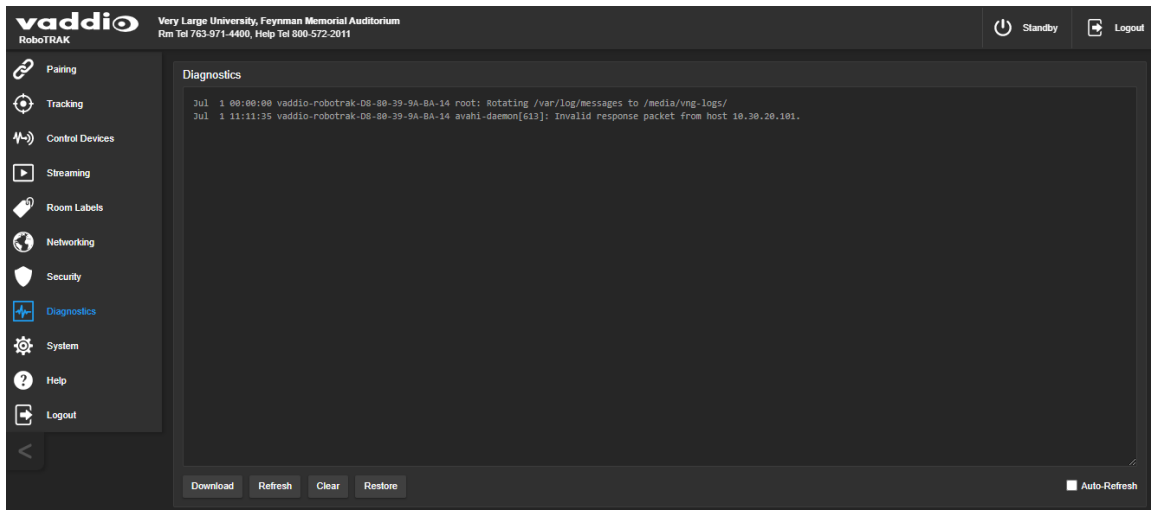 vaddio
RoboTRAK
Very Large University, Feynman Memorial Auditorium
Rm Tel 763-971-4400, Help Tel 800-572-2011
Standby
Logout
Pairing
Tracking
Control Devices
Streaming
Room Labels
Networking
Security
Diagnostics
System
Help
Logout
Diagnostics
Jul  1 00:00:00 vaddio-robotrak-D8-80-39-9A-BA-14 root: Rotating /var/log/messages to /media/vng-logs/
Jul  1 11:11:35 vaddio-robotrak-D8-80-39-9A-BA-14 avahi-daemon[613]: Invalid response packet from host 10.30.20.101.
Download
Refresh
Clear
Restore
Auto-Refresh